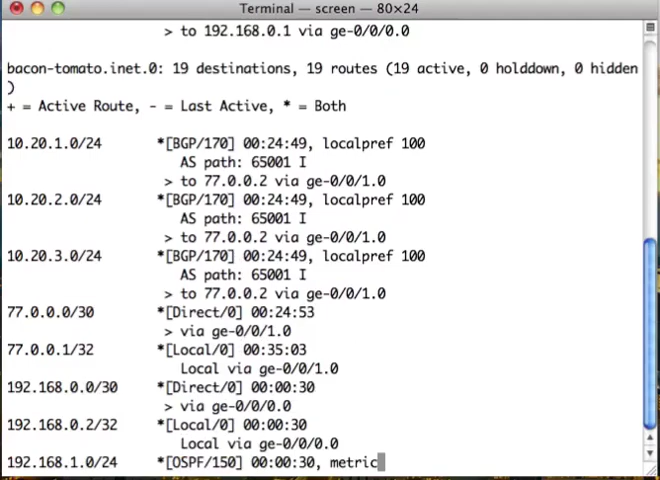 Terminal — screen — 80×24
> to 192.168.0.1 via ge-0/0/0.0
bacon-tomato.inet.0: 19 destinations, 19 routes (19 active, 0 holddown, 0 hidden
)
+ = Active Route, - = Last Active, * = Both
10.20.1.0/24 *[BGP/170] 00:24:49, localpref 100
AS path: 65001 I
> to 77.0.0.2 via ge-0/0/1.0
10.20.2.0/24 *[BGP/170] 00:24:49, localpref 100
AS path: 65001 I
> to 77.0.0.2 via ge-0/0/1.0
10.20.3.0/24 *[BGP/170] 00:24:49, localpref 100
AS path: 65001 I
> to 77.0.0.2 via ge-0/0/1.0
77.0.0.0/30 *[Direct/0] 00:24:53
> via ge-0/0/1.0
77.0.0.1/32 *[Local/0] 00:35:03
Local via ge-0/0/1.0
192.168.0.0/30 *[Direct/0] 00:00:30
> via ge-0/0/0.0
192.168.0.2/32 *[Local/0] 00:00:30
Local via ge-0/0/0.0
192.168.1.0/24 *[OSPF/150] 00:00:30, metric